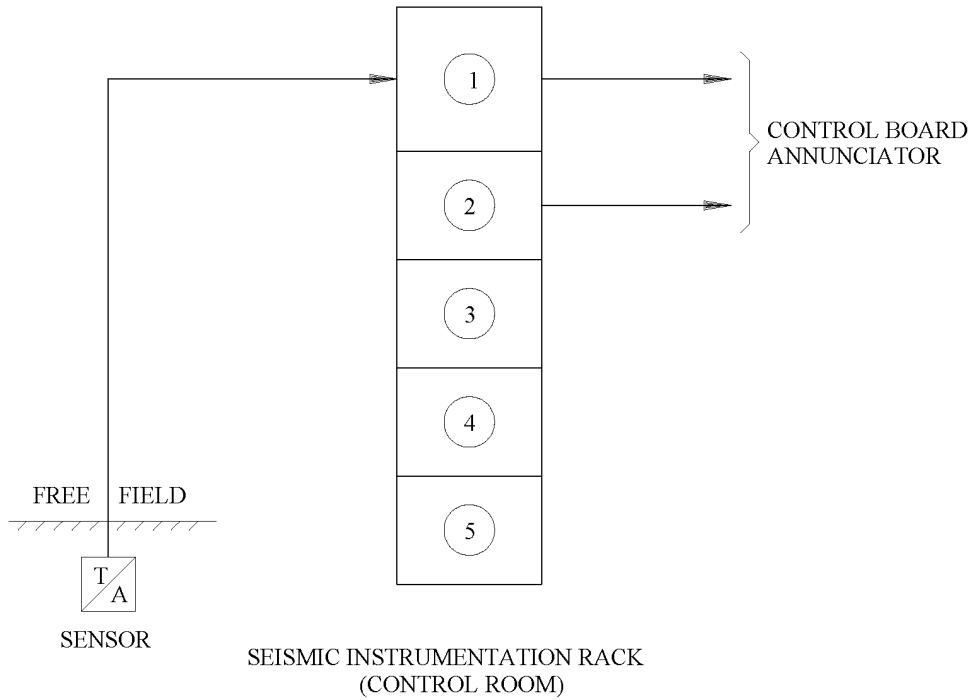 1
CONTROL BOARD
ANNUNCIATOR
2
3
4
FREE FIELD
5
T
A
SENSOR
SEISMIC INSTRUMENTATION RACK
(CONTROL ROOM)